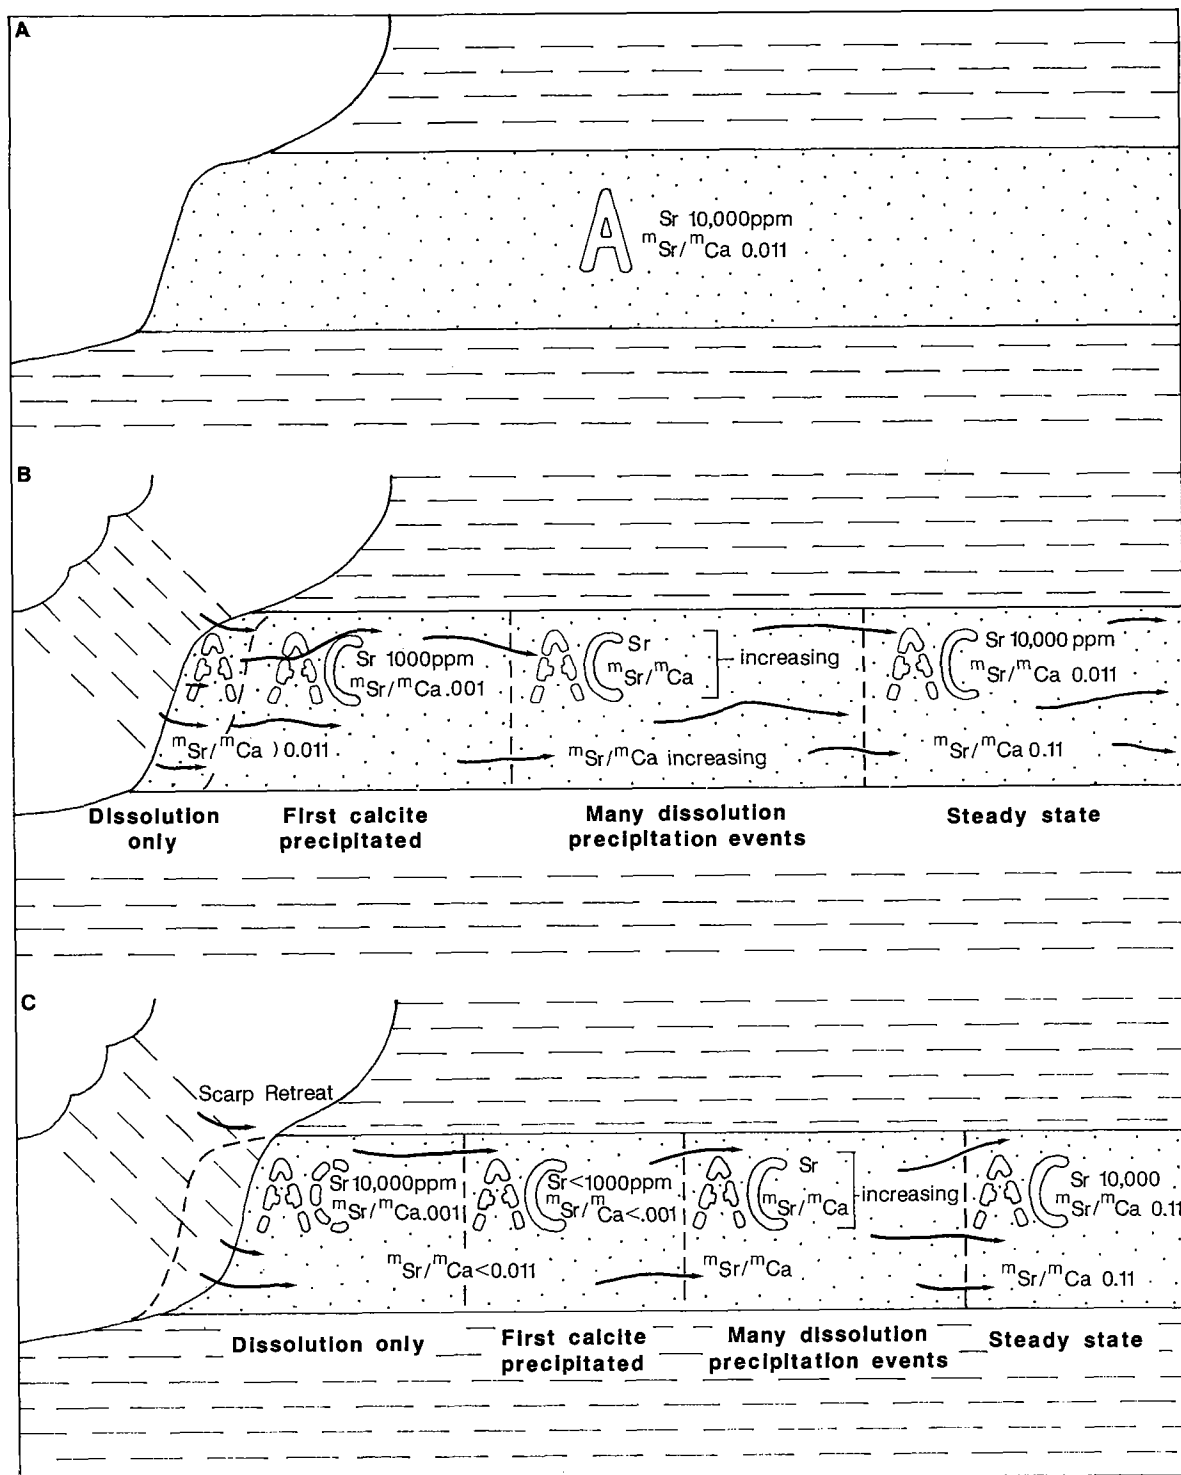 A
A
Sr 10,000ppm
mSr/mCa 0.011
B
A
A C
Sr 1000ppm
mSr/mCa .001
A C
Sr
mSr/mCa
increasing
A C
Sr 10,000 ppm
mSr/mCa 0.011
mSr/mCa ) 0.011
mSr/mCa increasing
mSr/mCa 0.11
Dissolution
only
First calcite
precipitated
Many dissolution
precipitation events
Steady state
C
Scarp Retreat
A C
Sr 10,000ppm
mSr/mCa .001
A C
Sr<1000ppm
mSr/mCa<.001
A C
Sr
mSr/mCa
increasing
A C
Sr 10,000
mSr/mCa 0.11
mSr/mCa<0.011
mSr/mCa
mSr/mCa 0.11
Dissolution only
First calcite
precipitated
Many dissolution
precipitation events
Steady state